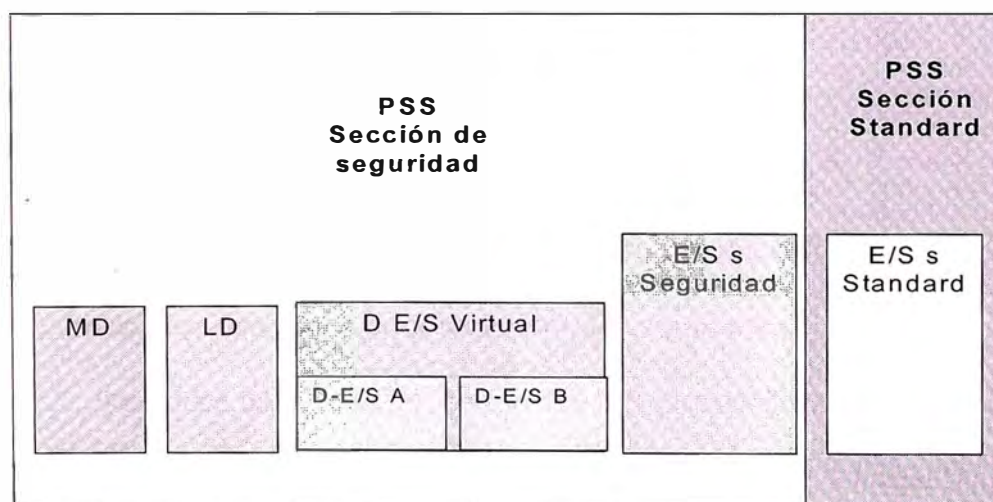 PSS
Sección de
seguridad
PSS
Sección
Standard
E/S s
Seguridad
E/S s
Standard
MD
LD
D E/S Virtual
D-E/S A
D-E/S B